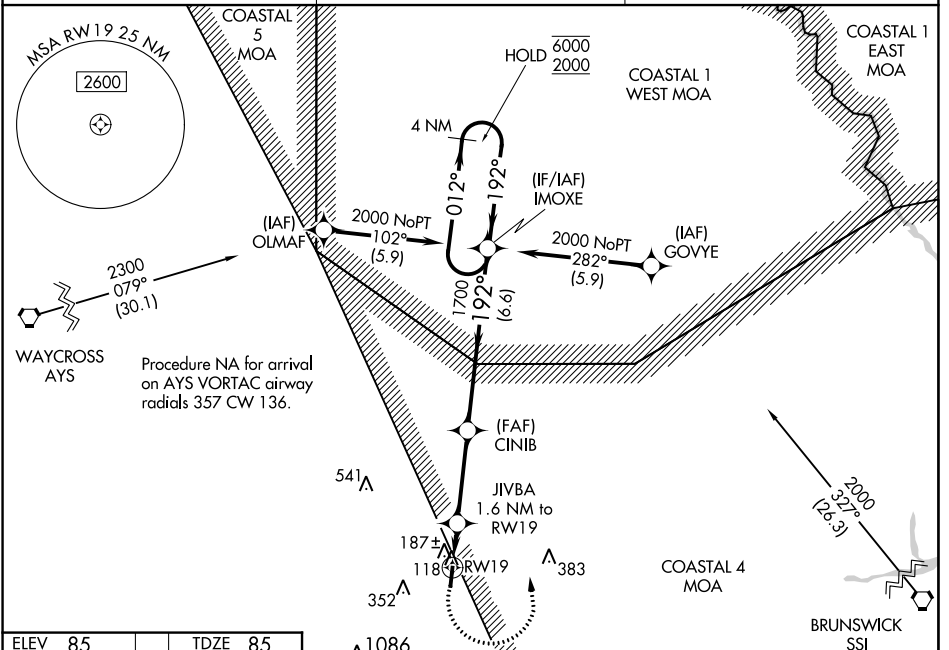 MSA RW19 25 NM
2600
COASTAL
5
MOA
HOLD
6000
2000
COASTAL 1
WEST MOA
COASTAL 1
EAST
MOA
4 NM
012°
192°
(IF/IAF)
IMOXE
(IAF)
OLMAF
2000 NoPT
102°
(5.9)
2000 NoPT
282°
(5.9)
(IAF)
GOVYE
2300
079°
(30.1)
1700
192°
(6.6)
WAYCROSS
AYS
Procedure NA for arrival
on AYS VORTAC airway
radials 357 CW 136.
(FAF)
CINIB
541
JIVBA
1.6 NM to
RW19
2000
327°
(26.3)
187±
118
RW19
383
352
COASTAL 4
MOA
BRUNSWICK
SSI
1086
ELEV 85
TDZE 85